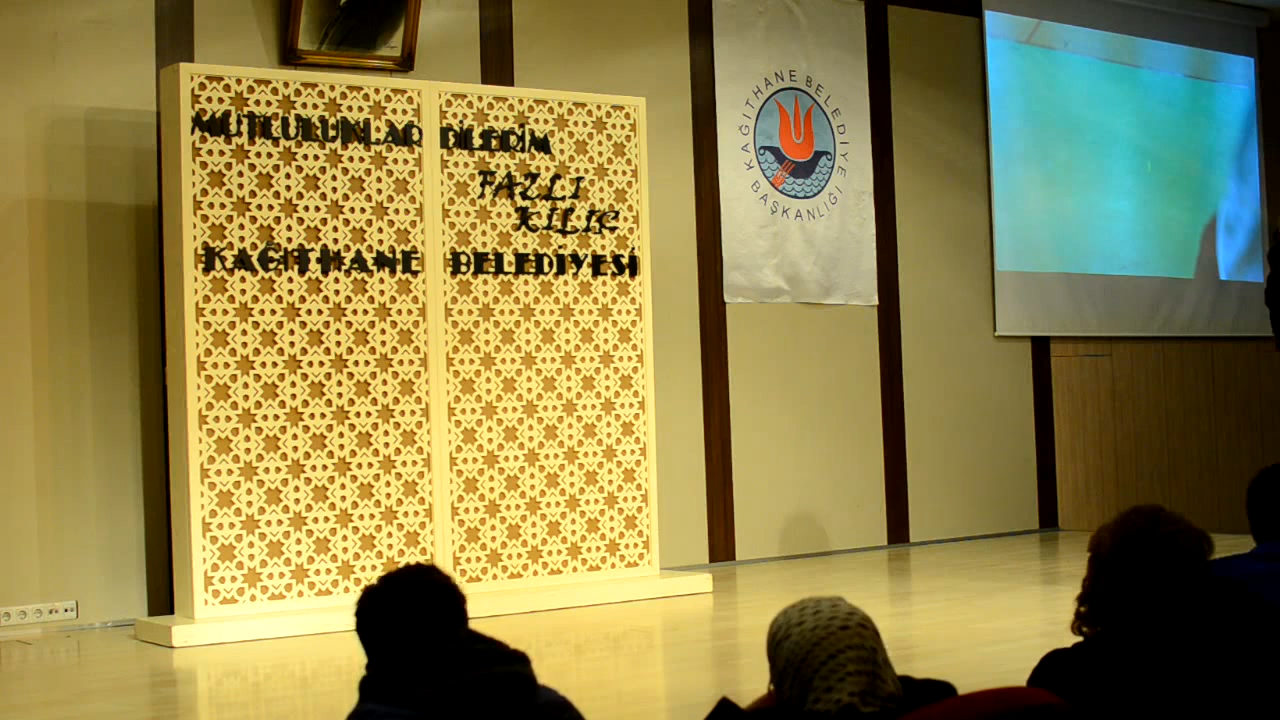 MUTLULUKLAR DİLERİM
FAZLI
KILIÇ
KAĞITHANE BELEDİYESİ
KAĞITHANE BELEDİYE
BAŞKANLIĞI